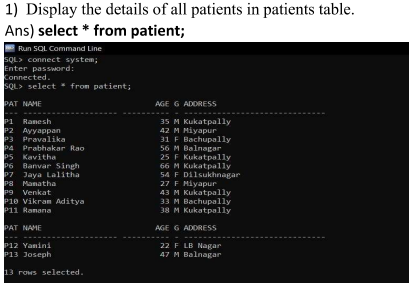 1) Display the details of all patients in patients table.
Ans) select * from patient;
Run SQL Command Line
SQL> connect system;
Enter password:
Connected.
SQL> select * from patient;
PAT NAME AGE G ADDRESS
--- -------------------- ---------- - ------------------------------
P1 Ramesh 35 M Kukatpally
P2 Ayyappan 42 M Miyapur
P3 Pravalika 31 F Bachupally
P4 Prabhakar Rao 56 M Balnagar
P5 Kavitha 25 F Kukatpally
P6 Banvar Singh 66 M Kukatpally
P7 Jaya Lalitha 54 F Dilsukhnagar
P8 Mamatha 27 F Miyapur
P9 Venkat 43 M Kukatpally
P10 Vikram Aditya 33 M Bachupally
P11 Ramana 38 M Kukatpally
PAT NAME AGE G ADDRESS
--- -------------------- ---------- - ------------------------------
P12 Yamini 22 F LB Nagar
P13 Joseph 47 M Balnagar
13 rows selected.